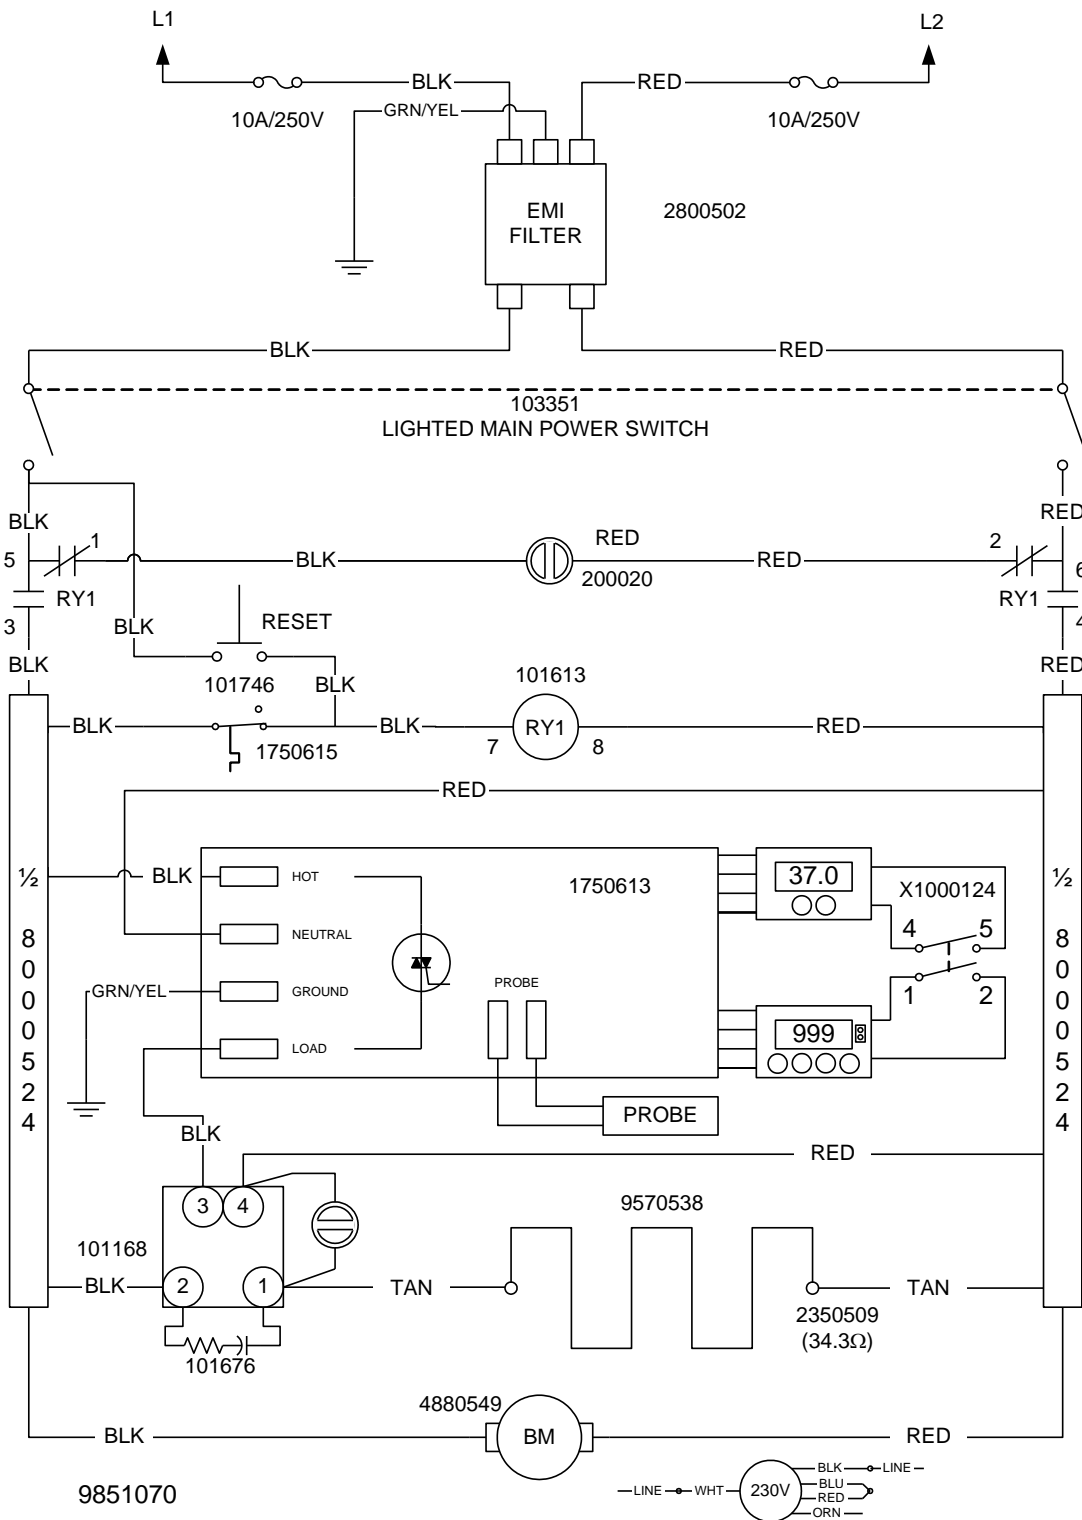 L1
L2
BLK
RED
GRN/YEL
10A/250V
10A/250V
EMI
FILTER
2800502
BLK
RED
103351
LIGHTED MAIN POWER SWITCH
BLK
RED
5
1
BLK
RED
200020
RED
2
6
RY1
RY1
3
4
BLK
RESET
BLK
RED
101746
BLK
101613
BLK
1750615
BLK
7
RY1
8
RED
RED
½
8
0
0
0
5
2
4
½
8
0
0
0
5
2
4
BLK
HOT
1750613
37.0
X1000124
NEUTRAL
4
5
GRN/YEL
GROUND
PROBE
1
2
LOAD
999
PROBE
BLK
RED
3
4
9570538
101168
BLK
2
1
TAN
TAN
2350509
(34.3Ω)
101676
4880549
BLK
BM
RED
9851070
LINE
WHT
230V
BLK
LINE
BLU
RED
ORN